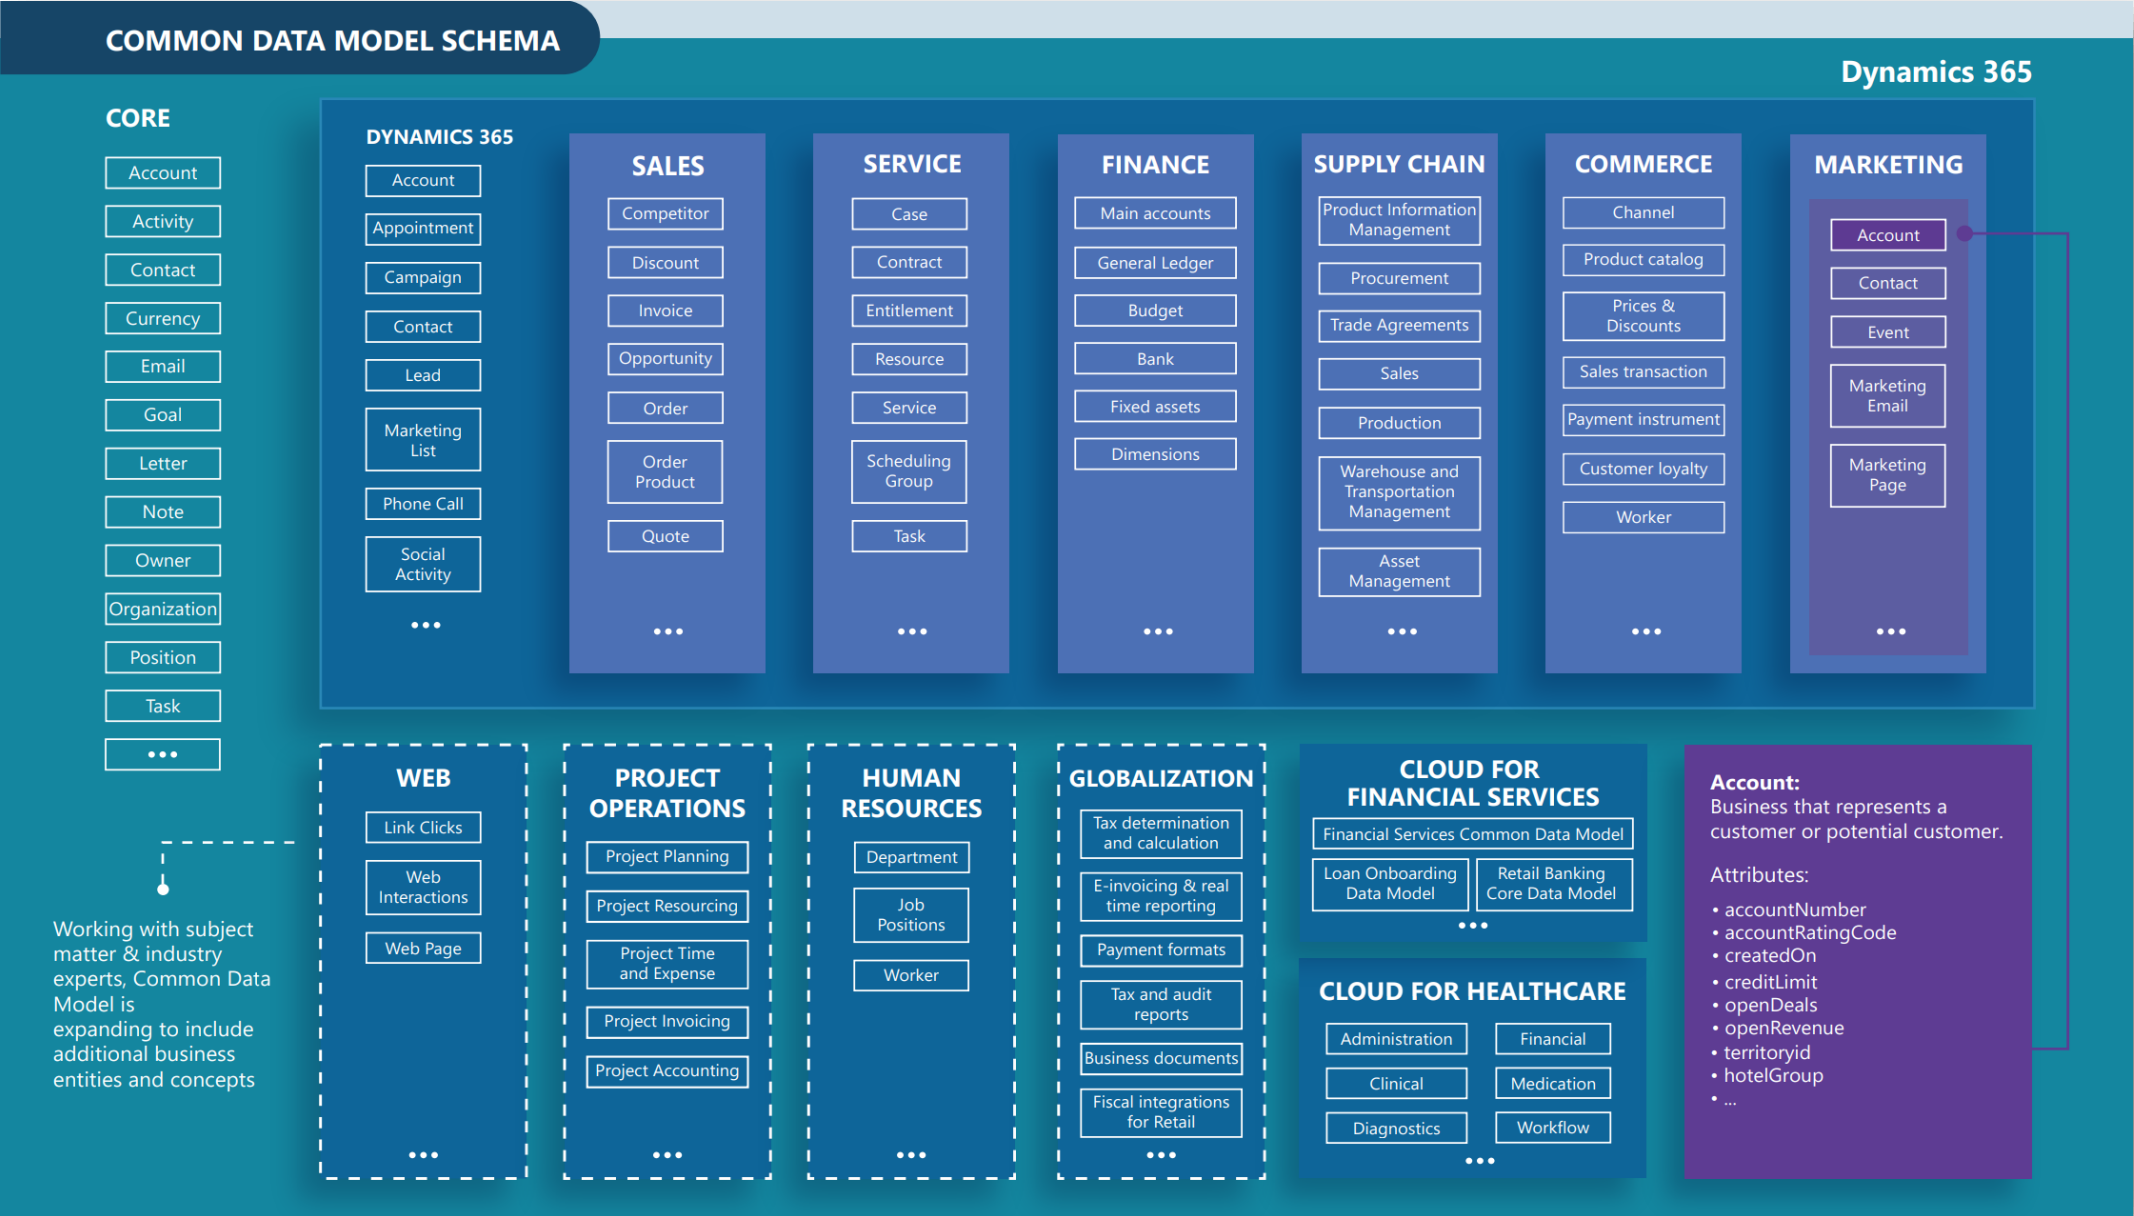 COMMON DATA MODEL SCHEMA
Dynamics 365
CORE
Account
Activity
Contact
Currency
Email
Goal
Letter
Note
Owner
Organization
Position
Task
•••
DYNAMICS 365
Account
Appointment
Campaign
Contact
Lead
Marketing
List
Phone Call
Social
Activity
•••
SALES
Competitor
Discount
Invoice
Opportunity
Order
Order
Product
Quote
•••
SERVICE
Case
Contract
Entitlement
Resource
Service
Scheduling
Group
Task
•••
FINANCE
Main accounts
General Ledger
Budget
Bank
Fixed assets
Dimensions
•••
SUPPLY CHAIN
Product Information
Management
Procurement
Trade Agreements
Sales
Production
Warehouse and
Transportation
Management
Asset
Management
•••
COMMERCE
Channel
Product catalog
Prices &
Discounts
Sales transaction
Payment instrument
Customer loyalty
Worker
•••
MARKETING
Account
Contact
Event
Marketing
Email
Marketing
Page
•••
Working with subject
matter & industry
experts, Common Data
Model is
expanding to include
additional business
entities and concepts
WEB
Link Clicks
Web
Interactions
Web Page
•••
PROJECT
OPERATIONS
Project Planning
Project Resourcing
Project Time
and Expense
Project Invoicing
Project Accounting
•••
HUMAN
RESOURCES
Department
Job
Positions
Worker
•••
GLOBALIZATION
Tax determination
and calculation
E-invoicing & real
time reporting
Payment formats
Tax and audit
reports
Business documents
Fiscal integrations
for Retail
•••
CLOUD FOR
FINANCIAL SERVICES
Financial Services Common Data Model
Loan Onboarding
Data Model
Retail Banking
Core Data Model
•••
CLOUD FOR HEALTHCARE
Administration
Financial
Clinical
Medication
Diagnostics
Workflow
•••
Account:
Business that represents a
customer or potential customer.
Attributes:
• accountNumber
• accountRatingCode
• createdOn
• creditLimit
• openDeals
• openRevenue
• territoryid
• hotelGroup
• ...